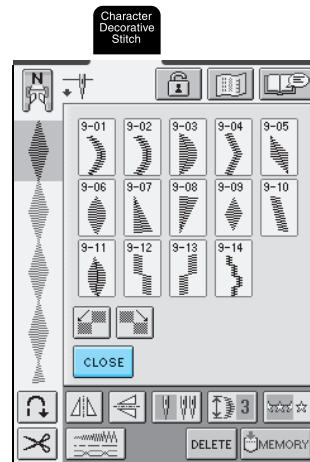 Character
Decorative
Stitch
N
9-01 9-02 9-03 9-04 9-05
9-06 9-07 9-08 9-09 9-10
9-11 9-12 9-13 9-14
CLOSE
3
DELETE MEMORY